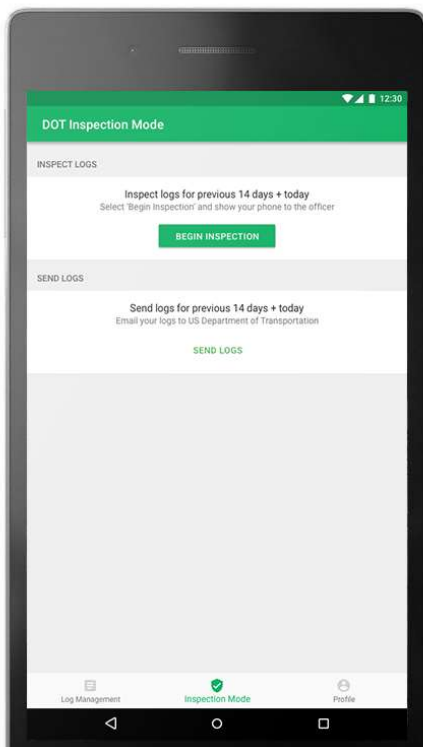 12:30
DOT Inspection Mode
INSPECT LOGS
Inspect logs for previous 14 days + today
Select 'Begin Inspection' and show your phone to the officer
BEGIN INSPECTION
SEND LOGS
Send logs for previous 14 days + today
Email your logs to US Department of Transportation
SEND LOGS
Log Management
Inspection Mode
Profile